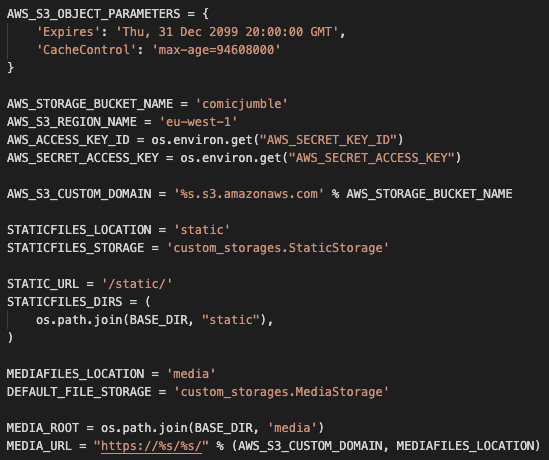 AWS_S3_OBJECT_PARAMETERS = {
    'Expires': 'Thu, 31 Dec 2099 20:00:00 GMT',
    'CacheControl': 'max-age=94608000'
}

AWS_STORAGE_BUCKET_NAME = 'comicjumble'
AWS_S3_REGION_NAME = 'eu-west-1'
AWS_ACCESS_KEY_ID = os.environ.get("AWS_SECRET_KEY_ID")
AWS_SECRET_ACCESS_KEY = os.environ.get("AWS_SECRET_ACCESS_KEY")

AWS_S3_CUSTOM_DOMAIN = '%s.s3.amazonaws.com' % AWS_STORAGE_BUCKET_NAME

STATICFILES_LOCATION = 'static'
STATICFILES_STORAGE = 'custom_storages.StaticStorage'

STATIC_URL = '/static/'
STATICFILES_DIRS = (
    os.path.join(BASE_DIR, "static"),
)

MEDIAFILES_LOCATION = 'media'
DEFAULT_FILE_STORAGE = 'custom_storages.MediaStorage'

MEDIA_ROOT = os.path.join(BASE_DIR, 'media')
MEDIA_URL = "https://%s/%s/" % (AWS_S3_CUSTOM_DOMAIN, MEDIAFILES_LOCATION)